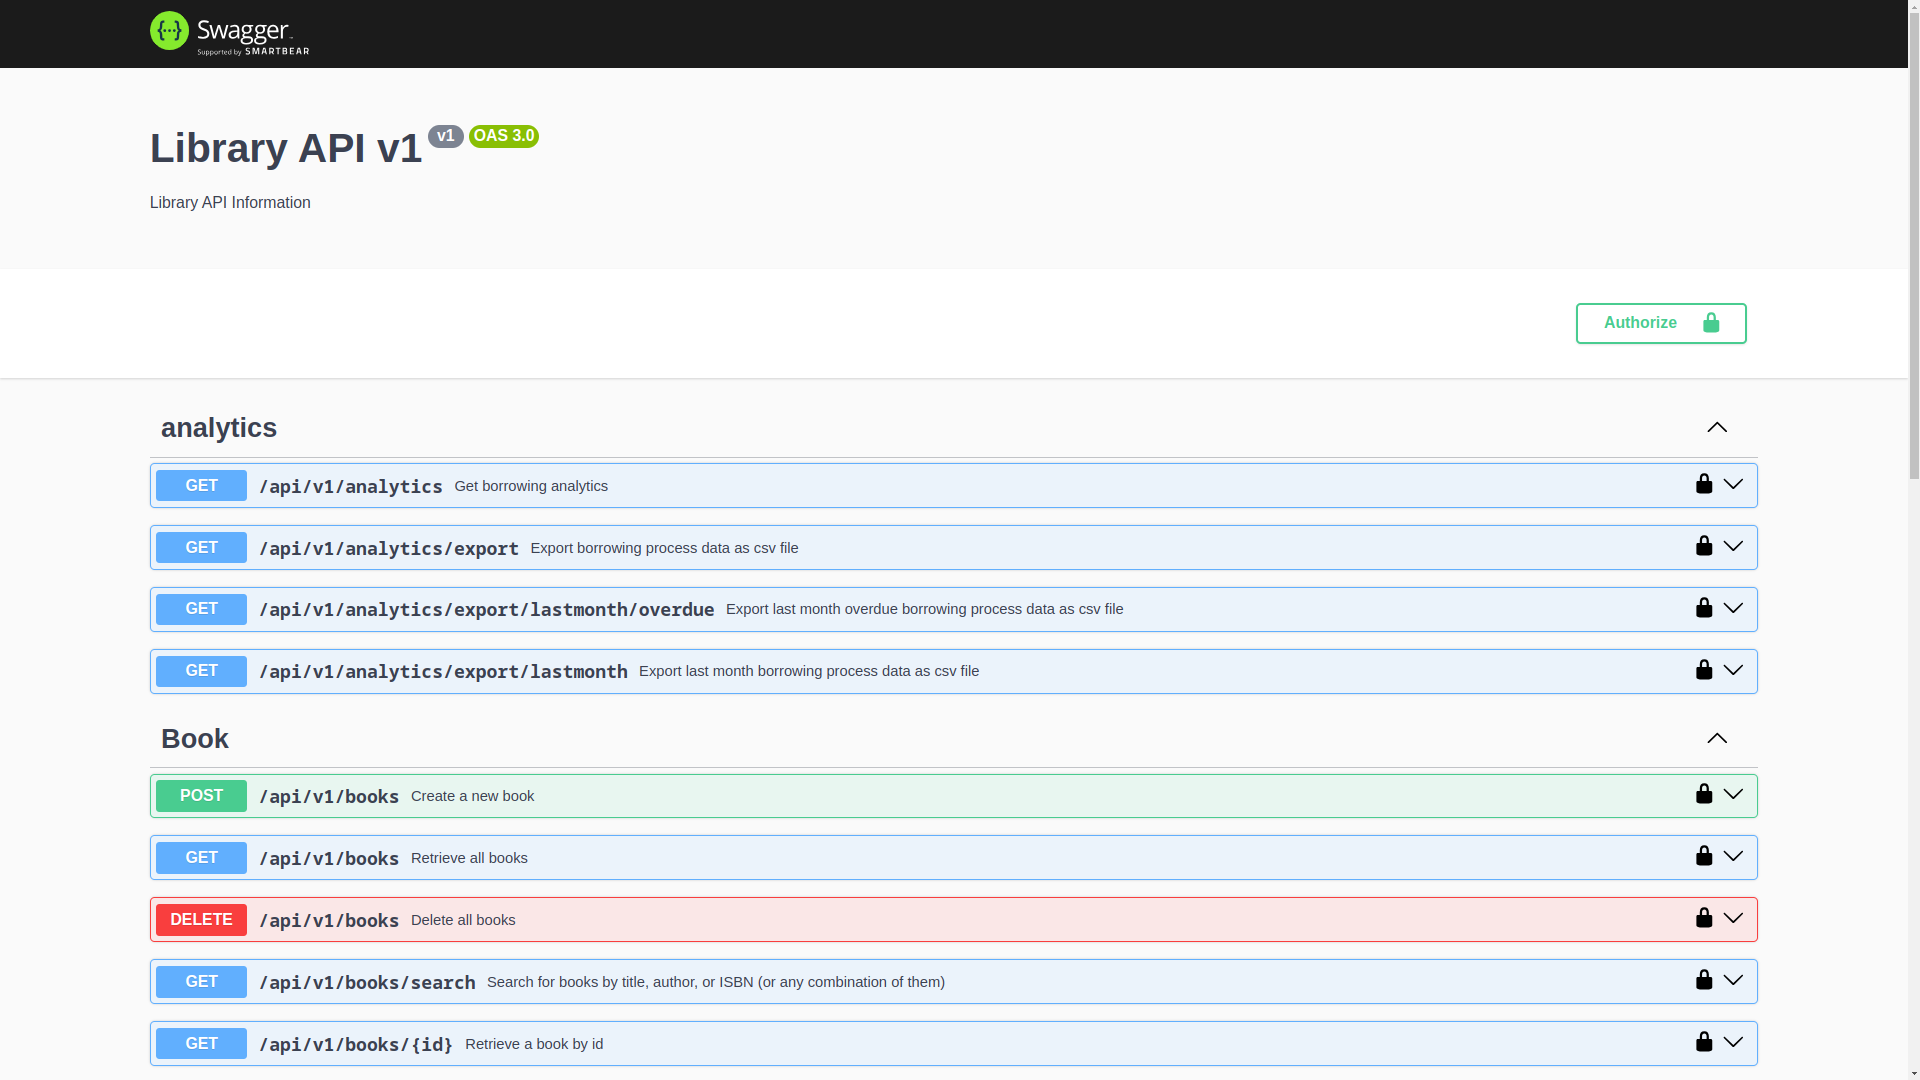 Swagger
Supported by SMARTBEAR
Library API v1 v1 OAS 3.0
Library API Information
Authorize
analytics
GET /api/v1/analytics Get borrowing analytics
GET /api/v1/analytics/export Export borrowing process data as csv file
GET /api/v1/analytics/export/lastmonth/overdue Export last month overdue borrowing process data as csv file
GET /api/v1/analytics/export/lastmonth Export last month borrowing process data as csv file
Book
POST /api/v1/books Create a new book
GET /api/v1/books Retrieve all books
DELETE /api/v1/books Delete all books
GET /api/v1/books/search Search for books by title, author, or ISBN (or any combination of them)
GET /api/v1/books/{id} Retrieve a book by id